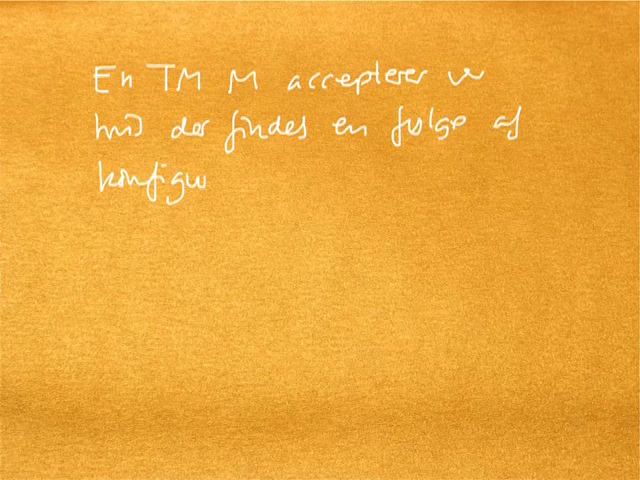 En TM M accepterer w
hvis der findes en følge af
konfigu